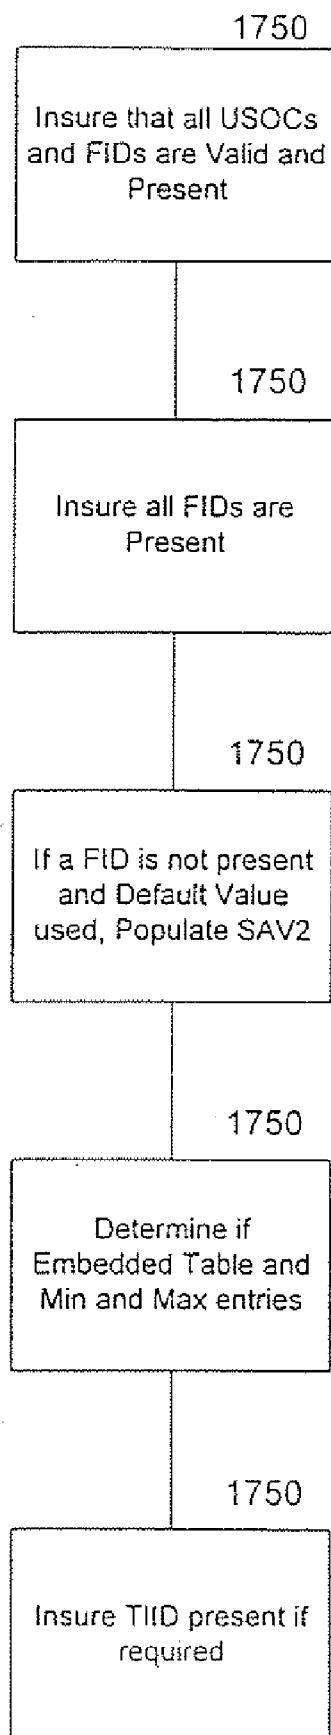 1750
Insure that all USOCs
and FIDs are Valid and
Present
1750
Insure all FIDs are
Present
1750
If a FID is not present
and Default Value
used, Populate SAV2
1750
Determine if
Embedded Table and
Min and Max entries
1750
Insure TIID present if
required